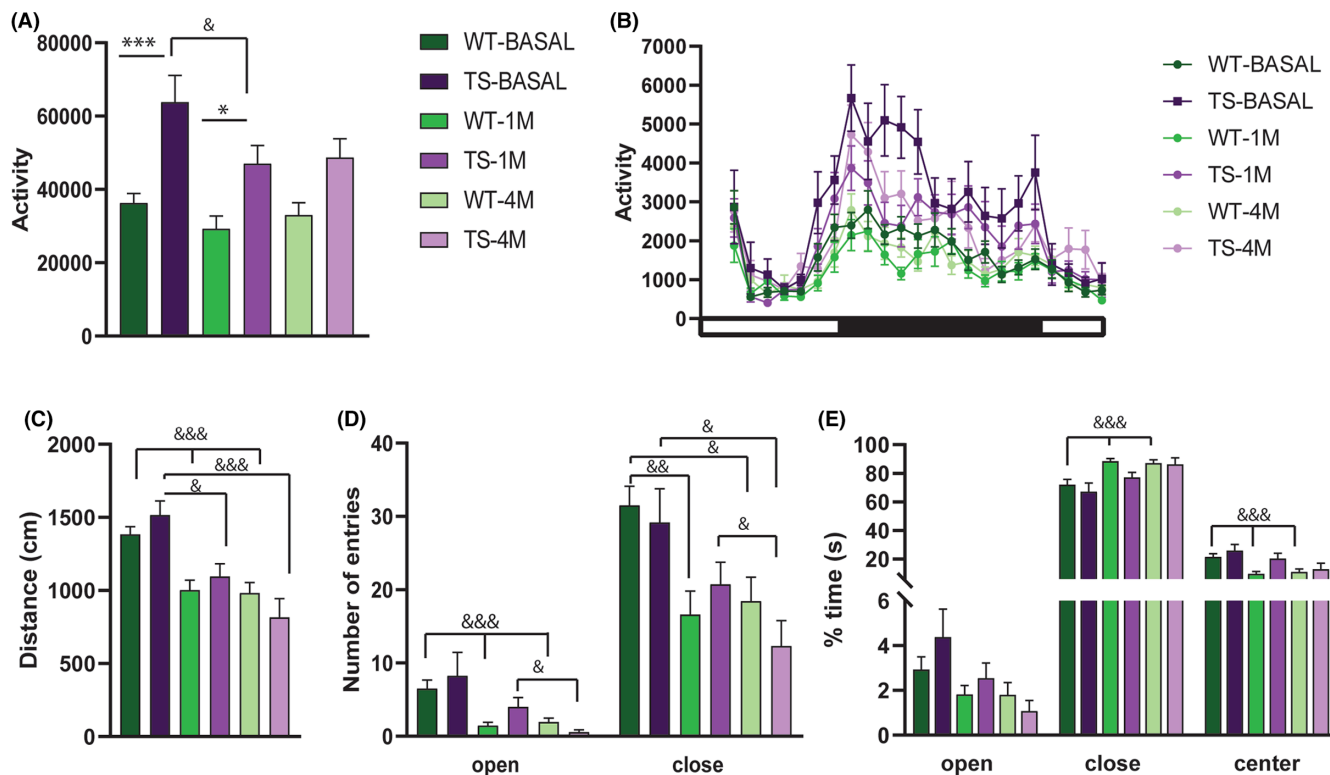 (A)
***
&
*
80000
60000
40000
20000
0
Activity
WT-BASAL
TS-BASAL
WT-1M
TS-1M
WT-4M
TS-4M
(B)
7000
6000
5000
4000
3000
2000
1000
0
Activity
WT-BASAL
TS-BASAL
WT-1M
TS-1M
WT-4M
TS-4M
(C)
&&&
&&&
&
2000
1500
1000
500
0
Distance (cm)
(D)
&
&
&&
&
&&&
&
40
30
20
10
0
Number of entries
open
close
(E)
&&&
&&&
100
80
60
40
20
6
4
2
0
% time (s)
open
close
center